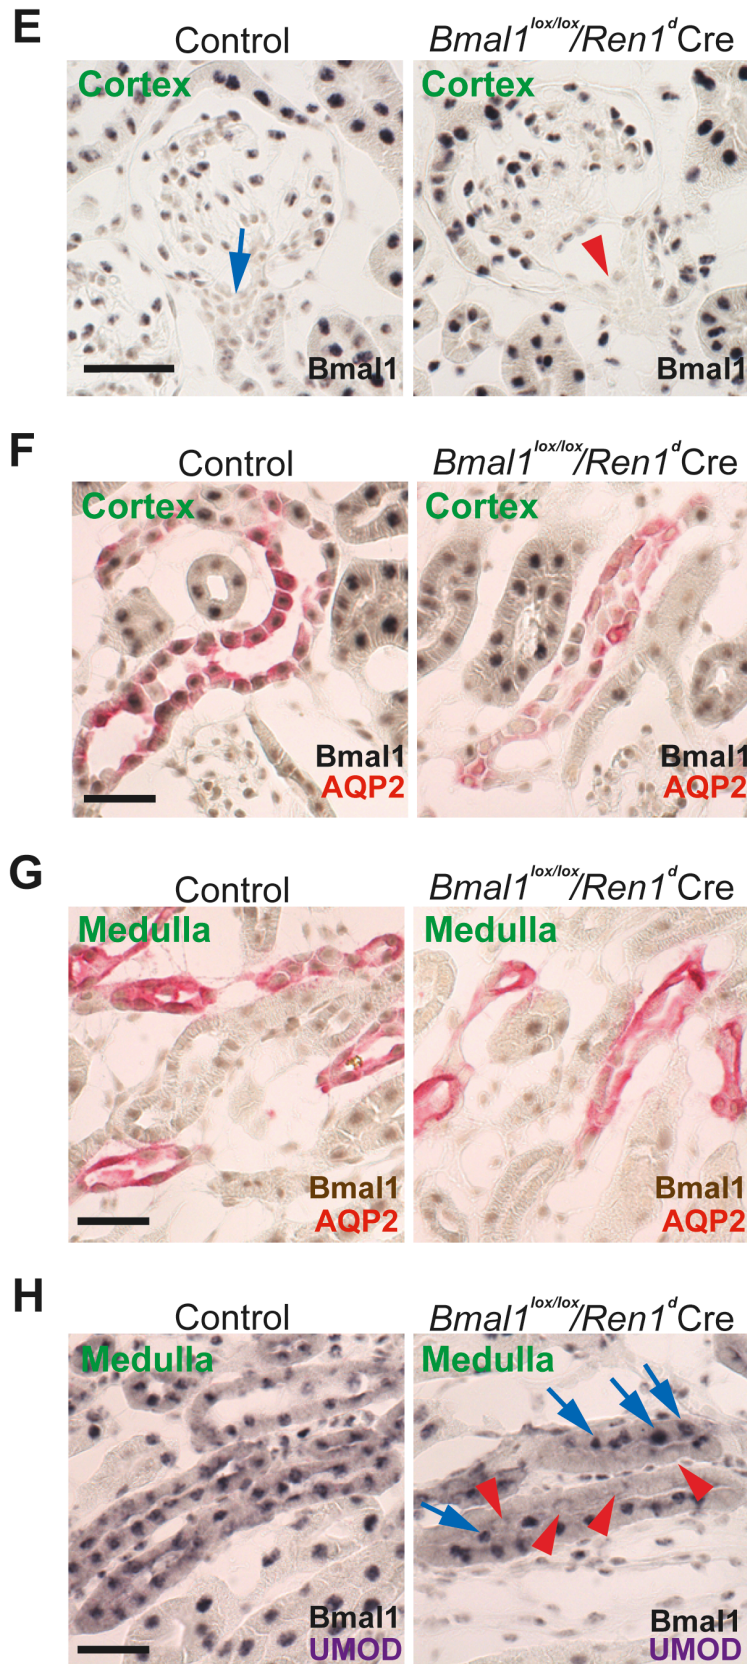 E
Control
Bmal1lox/lox/Ren1dCre
Cortex
Cortex
Bmal1
Bmal1
F
Control
Bmal1lox/lox/Ren1dCre
Cortex
Cortex
Bmal1
AQP2
Bmal1
AQP2
G
Control
Bmal1lox/lox/Ren1dCre
Medulla
Medulla
Bmal1
AQP2
Bmal1
AQP2
H
Control
Bmal1lox/lox/Ren1dCre
Medulla
Medulla
Bmal1
UMOD
Bmal1
UMOD